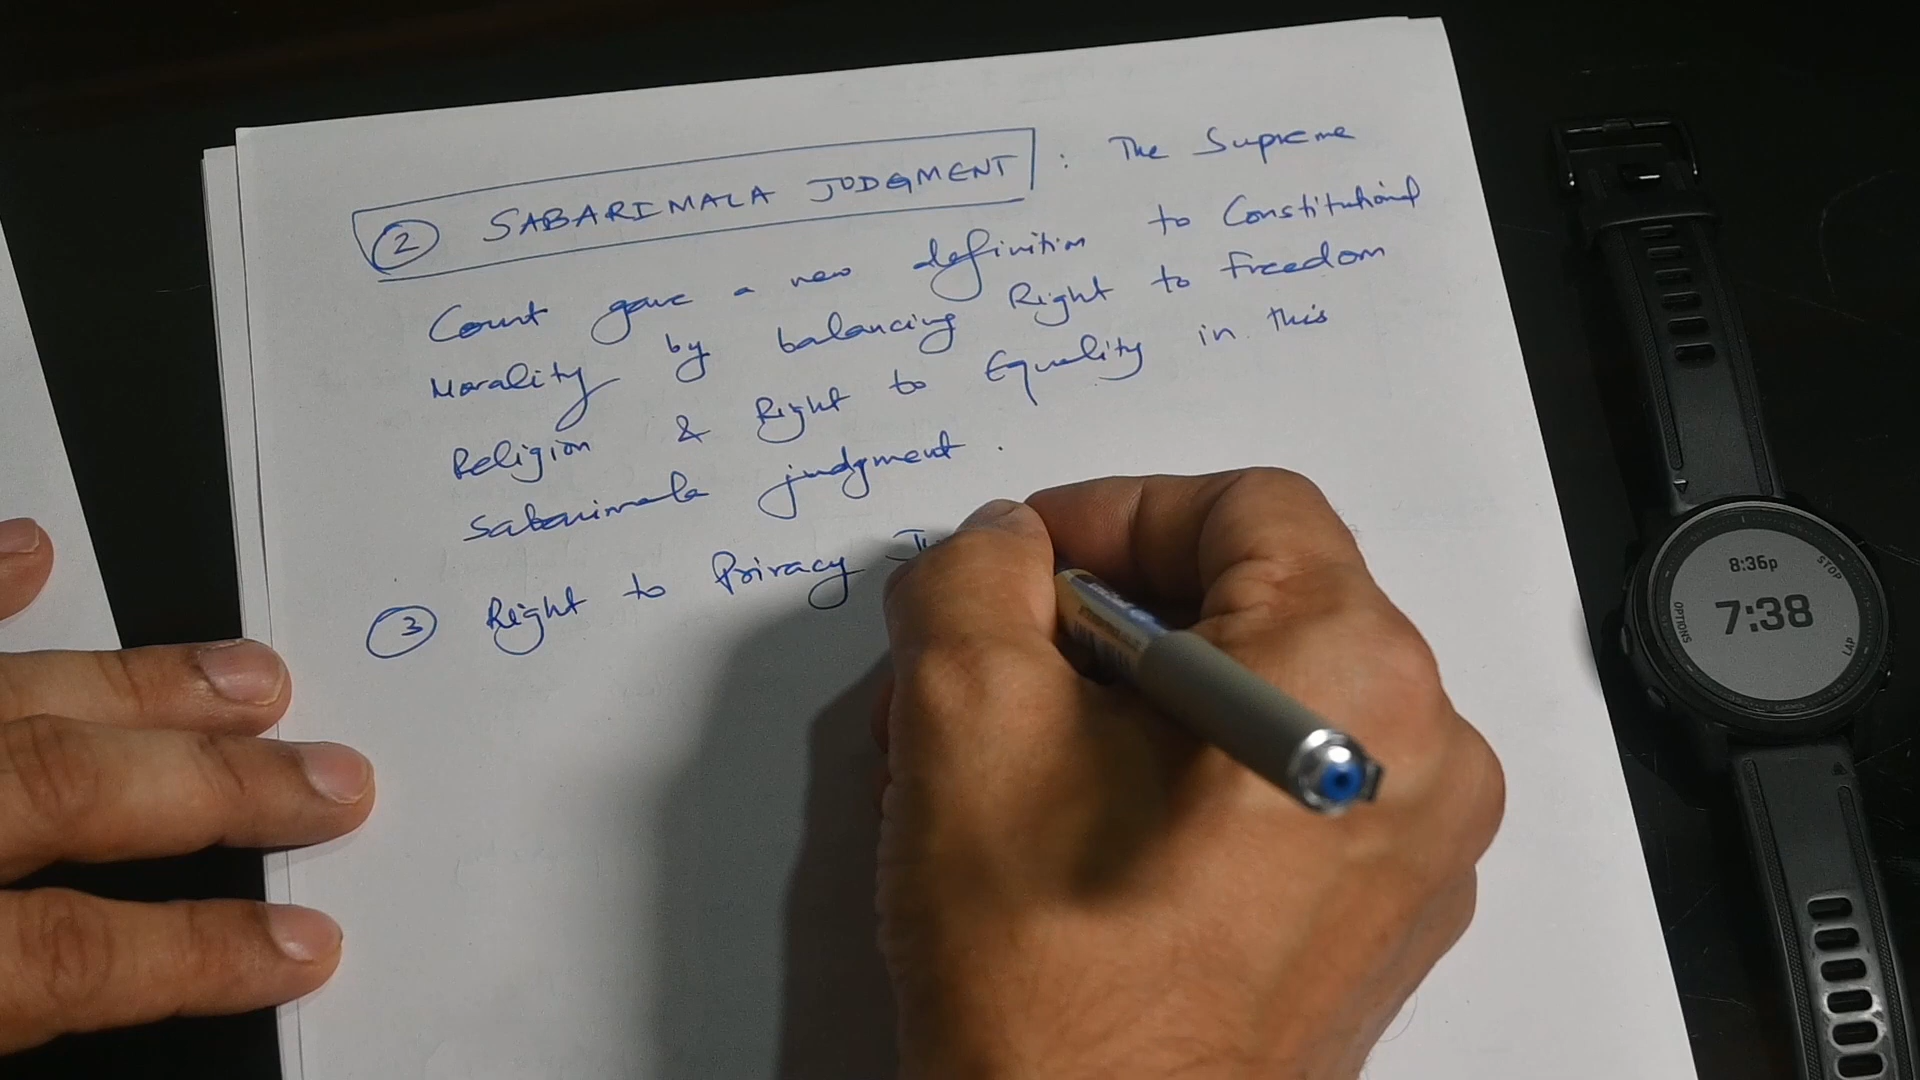 ② SABARIMALA JUDGMENT : The Supreme
Court gave a new definition to Constitutional
Morality by balancing Right to freedom
Religion & Right to Equality in this
Sabarimala judgment.
③ Right to Privacy
8:36p
7:38
STOP
OPTIONS
LAP